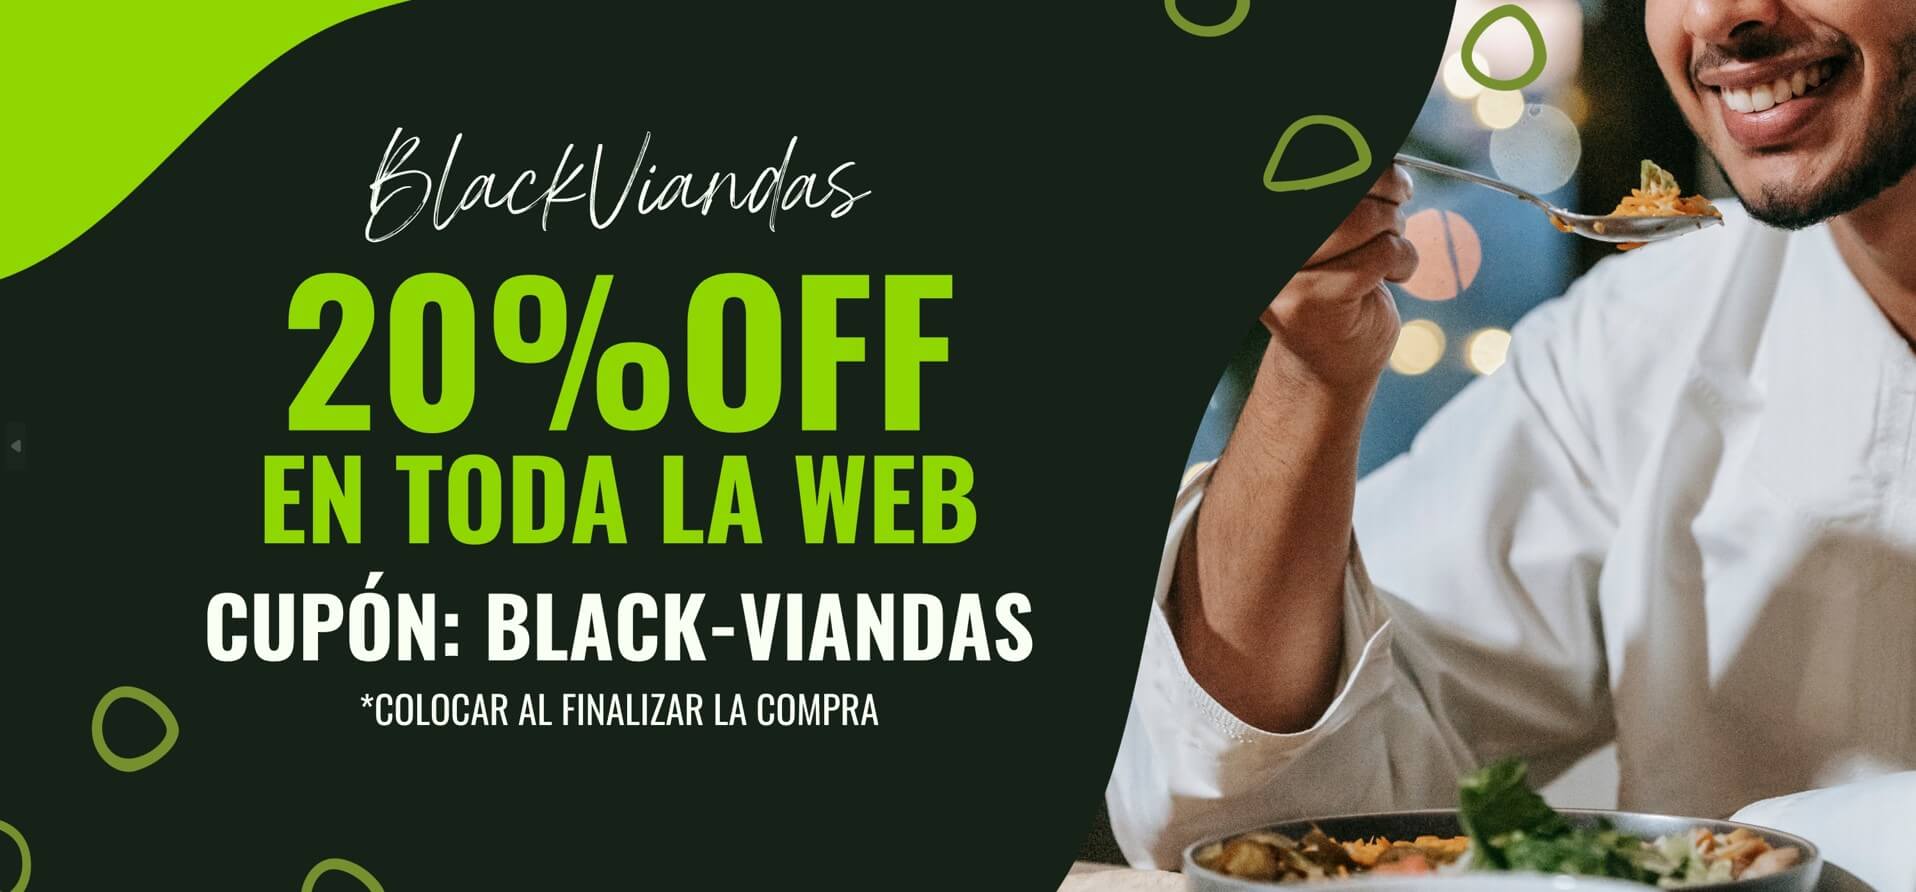 BlackViandas
20%OFF
EN TODA LA WEB
CUPÓN: BLACK-VIANDAS
*COLOCAR AL FINALIZAR LA COMPRA